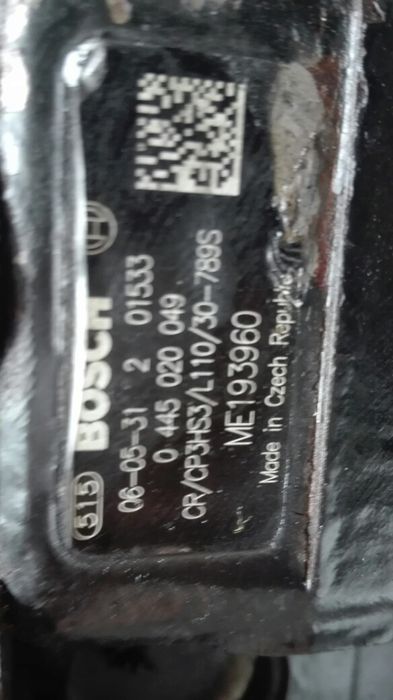 515 BOSCH
06-05-31 2 01533
0 445 020 049
CR/CP3HS3/L110/30-789S
ME193960
Made in Czech Republic